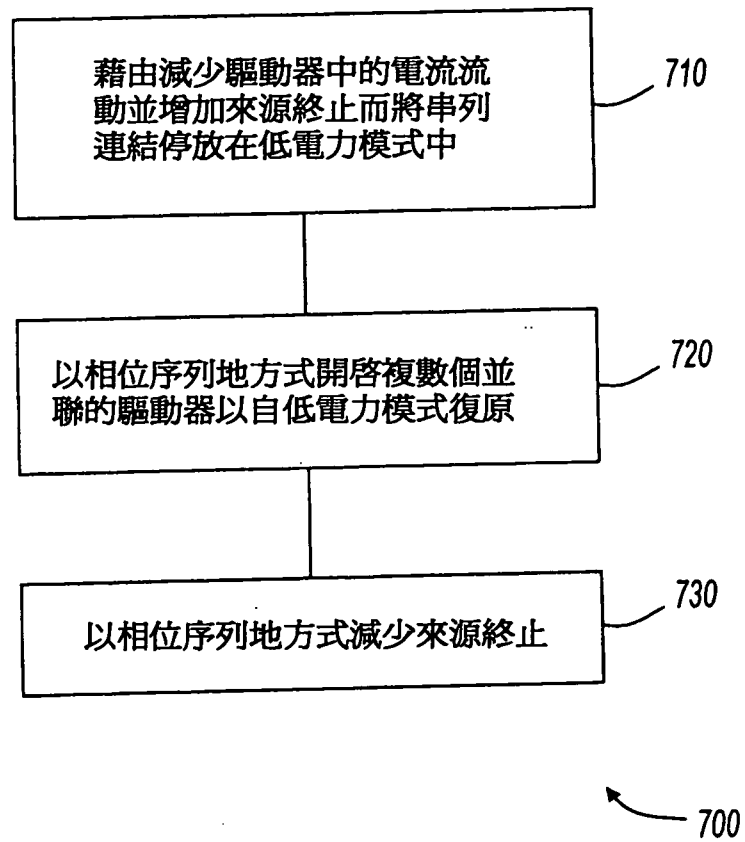 藉由減少驅動器中的電流流
動並增加來源終止而將串列
連結停放在低電力模式中
710
以相位序列地方式開啓複數個並
聯的驅動器以自低電力模式復原
720
以相位序列地方式減少來源終止
730
700